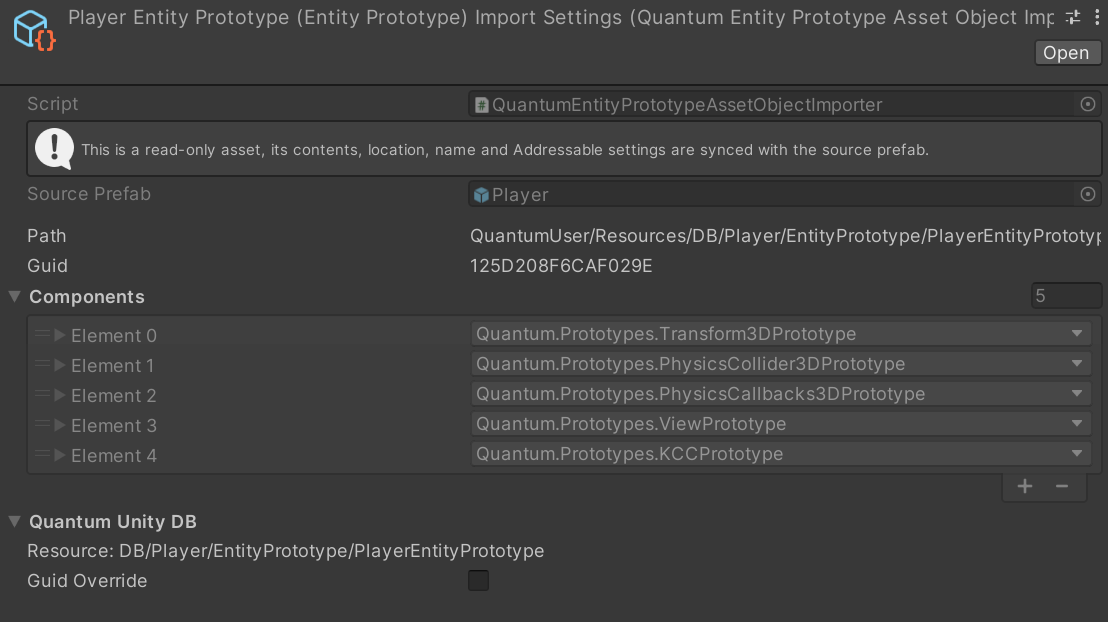 Player Entity Prototype (Entity Prototype) Import Settings (Quantum Entity Prototype Asset Object Imp
Open
Script
QuantumEntityPrototypeAssetObjectImporter
This is a read-only asset, its contents, location, name and Addressable settings are synced with the source prefab.
Source Prefab
Player
Path
QuantumUser/Resources/DB/Player/EntityPrototype/PlayerEntityPrototyp
Guid
125D208F6CAF029E
Components
5
Element 0
Quantum.Prototypes.Transform3DPrototype
Element 1
Quantum.Prototypes.PhysicsCollider3DPrototype
Element 2
Quantum.Prototypes.PhysicsCallbacks3DPrototype
Element 3
Quantum.Prototypes.ViewPrototype
Element 4
Quantum.Prototypes.KCCPrototype
Quantum Unity DB
Resource: DB/Player/EntityPrototype/PlayerEntityPrototype
Guid Override